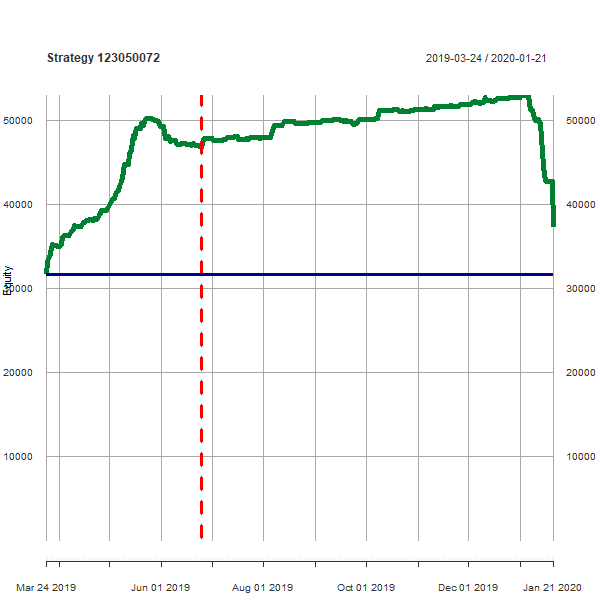 Strategy 123050072
2019-03-24 / 2020-01-21
50000
50000
40000
40000
Equity
30000
30000
20000
20000
10000
10000
Mar 24 2019
Jun 01 2019
Aug 01 2019
Oct 01 2019
Dec 01 2019
Jan 21 2020